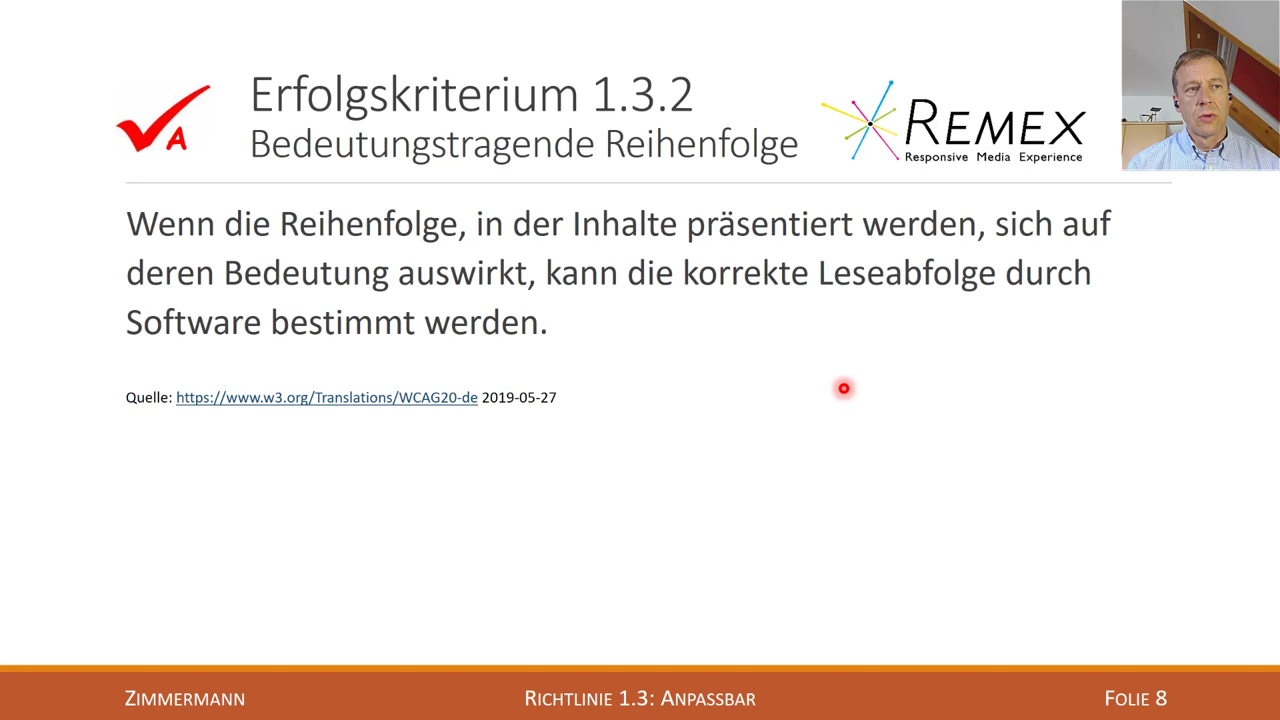 Erfolgskriterium 1.3.2
Bedeutungstragende Reihenfolge
A
REMEX
Responsive Media Experience
Wenn die Reihenfolge, in der Inhalte präsentiert werden, sich auf
deren Bedeutung auswirkt, kann die korrekte Leseabfolge durch
Software bestimmt werden.
Quelle: https://www.w3.org/Translations/WCAG20-de 2019-05-27
ZIMMERMANN
RICHTLINIE 1.3: ANPASSBAR
FOLIE 8